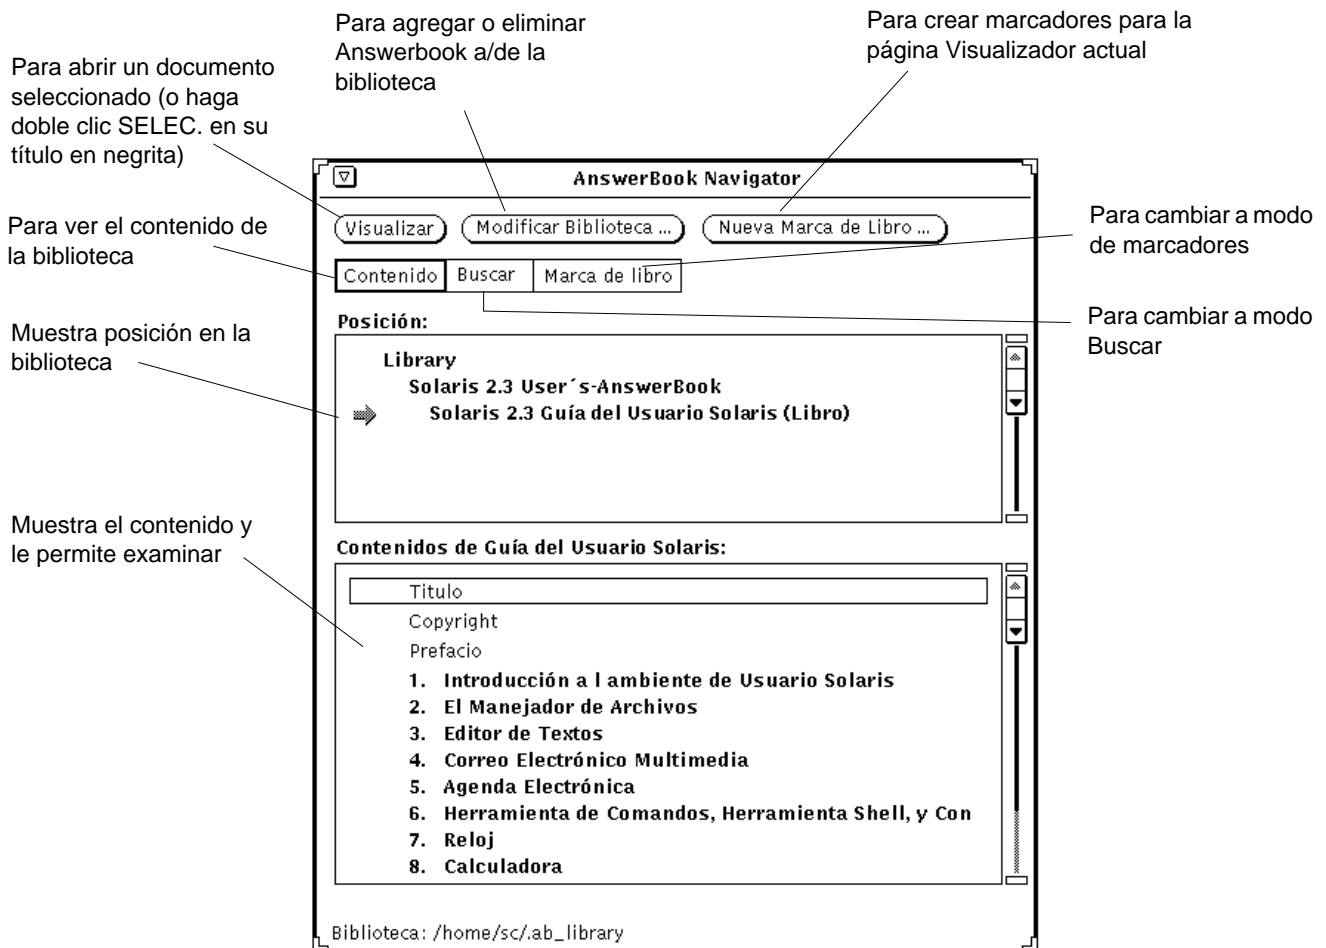 Para agregar o eliminar
Answerbook a/de la
biblioteca
Para crear marcadores para la
página Visualizador actual
Para abrir un documento
seleccionado (o haga
doble clic SELEC. en su
título en negrita)
AnswerBook Navigator
Visualizar
Modificar Biblioteca ...
Nueva Marca de Libro ...
Para ver el contenido de
la biblioteca
Para cambiar a modo
de marcadores
Contenido
Buscar
Marca de libro
Para cambiar a modo
Buscar
Posición:
Muestra posición en la
biblioteca
Library
Solaris 2.3 User´s-AnswerBook
Solaris 2.3 Guía del Usuario Solaris (Libro)
Muestra el contenido y
le permite examinar
Contenidos de Guía del Usuario Solaris:
Titulo
Copyright
Prefacio
1. Introducción a l ambiente de Usuario Solaris
2. El Manejador de Archivos
3. Editor de Textos
4. Correo Electrónico Multimedia
5. Agenda Electrónica
6. Herramienta de Comandos, Herramienta Shell, y Con
7. Reloj
8. Calculadora
Biblioteca: /home/sc/.ab_library